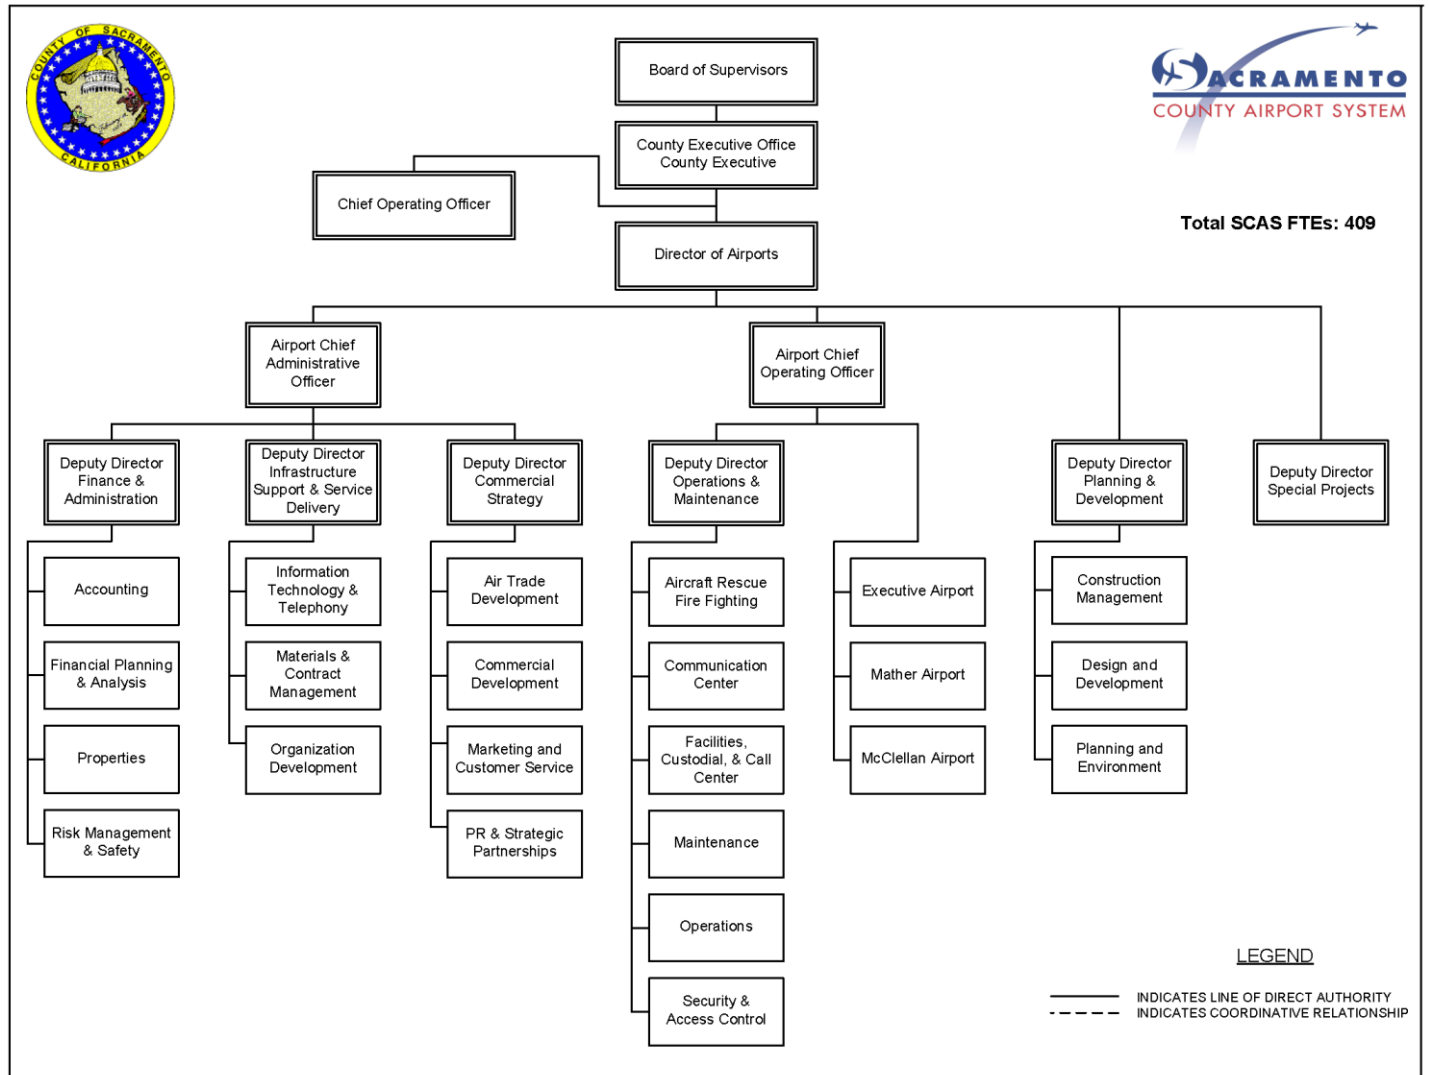 COUNTY OF SACRAMENTO
CALIFORNIA
SACRAMENTO
COUNTY AIRPORT SYSTEM
Board of Supervisors
County Executive Office
County Executive
Chief Operating Officer
Total SCAS FTEs: 409
Director of Airports
Airport Chief
Administrative
Officer
Airport Chief
Operating Officer
Deputy Director
Finance &
Administration
Deputy Director
Infrastructure
Support & Service
Delivery
Deputy Director
Commercial
Strategy
Deputy Director
Operations &
Maintenance
Deputy Director
Planning &
Development
Deputy Director
Special Projects
Accounting
Financial Planning
& Analysis
Properties
Risk Management
& Safety
Information
Technology &
Telephony
Materials &
Contract
Management
Organization
Development
Air Trade
Development
Commercial
Development
Marketing and
Customer Service
PR & Strategic
Partnerships
Aircraft Rescue
Fire Fighting
Communication
Center
Facilities,
Custodial, & Call
Center
Maintenance
Operations
Security &
Access Control
Executive Airport
Mather Airport
McClellan Airport
Construction
Management
Design and
Development
Planning and
Environment
LEGEND
INDICATES LINE OF DIRECT AUTHORITY
INDICATES COORDINATIVE RELATIONSHIP